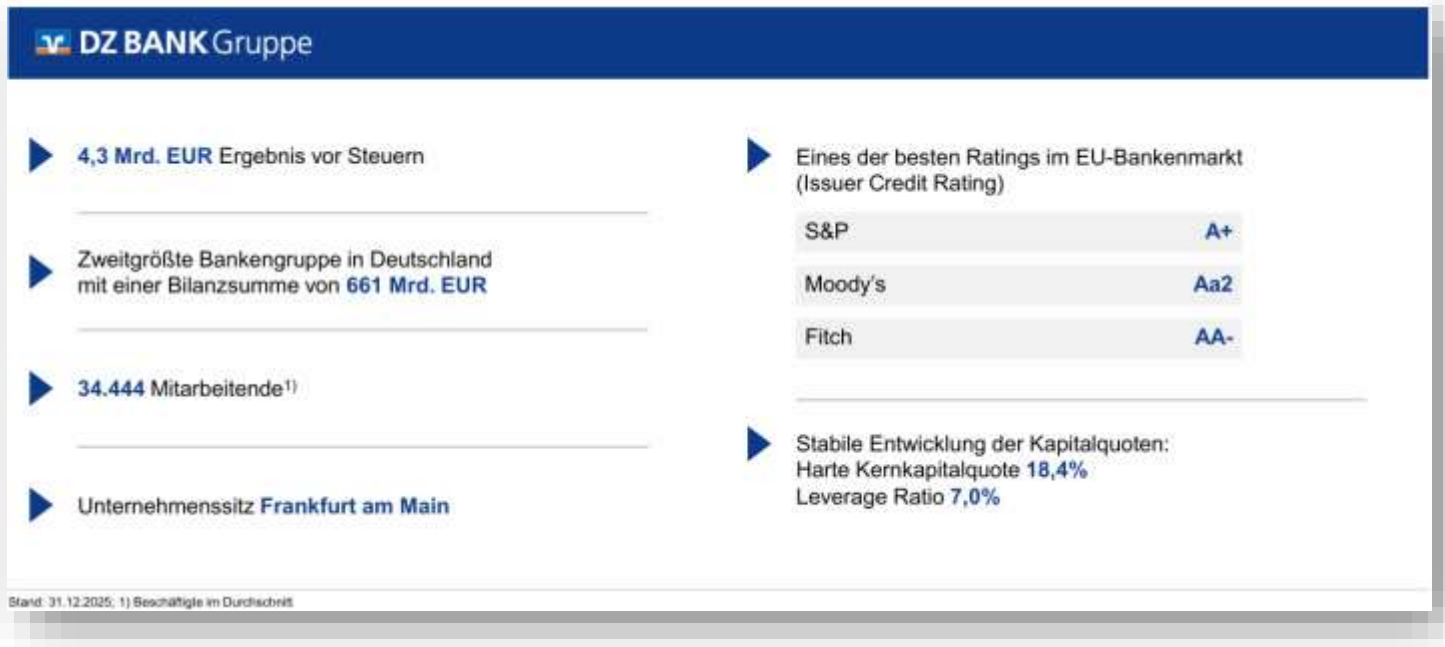 DZ BANK Gruppe
4,3 Mrd. EUR Ergebnis vor Steuern
Zweitgrößte Bankengruppe in Deutschland
mit einer Bilanzsumme von 661 Mrd. EUR
34.444 Mitarbeitende1)
Unternehmenssitz Frankfurt am Main
Eines der besten Ratings im EU-Bankenmarkt
(Issuer Credit Rating)
S&P A+
Moody's Aa2
Fitch AA-
Stabile Entwicklung der Kapitalquoten:
Harte Kernkapitalquote 18,4%
Leverage Ratio 7,0%
Stand: 31.12.2025; 1) Beschäftigte im Durchschnitt